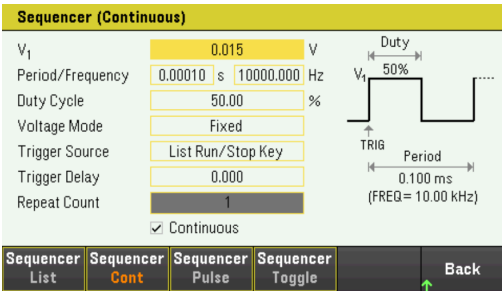 Sequencer (Continuous)
V1 0.015 V
Period/Frequency 0.00010 s 10000.000 Hz
Duty Cycle 50.00 %
Voltage Mode Fixed
Trigger Source List Run/Stop Key
Trigger Delay 0.000
Repeat Count 1
Continuous
Duty
V1 50%
TRIG
Period
0.100 ms
(FREQ= 10.00 kHz)
Sequencer Sequencer Sequencer Sequencer
List Cont Pulse Toggle
Back